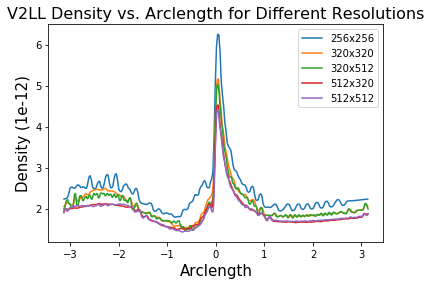 V2LL Density vs. Arclength for Different Resolutions
Density (1e-12)
6
5
4
3
2
256x256
320x320
320x512
512x320
512x512
−3 −2 −1 0 1 2 3
Arclength